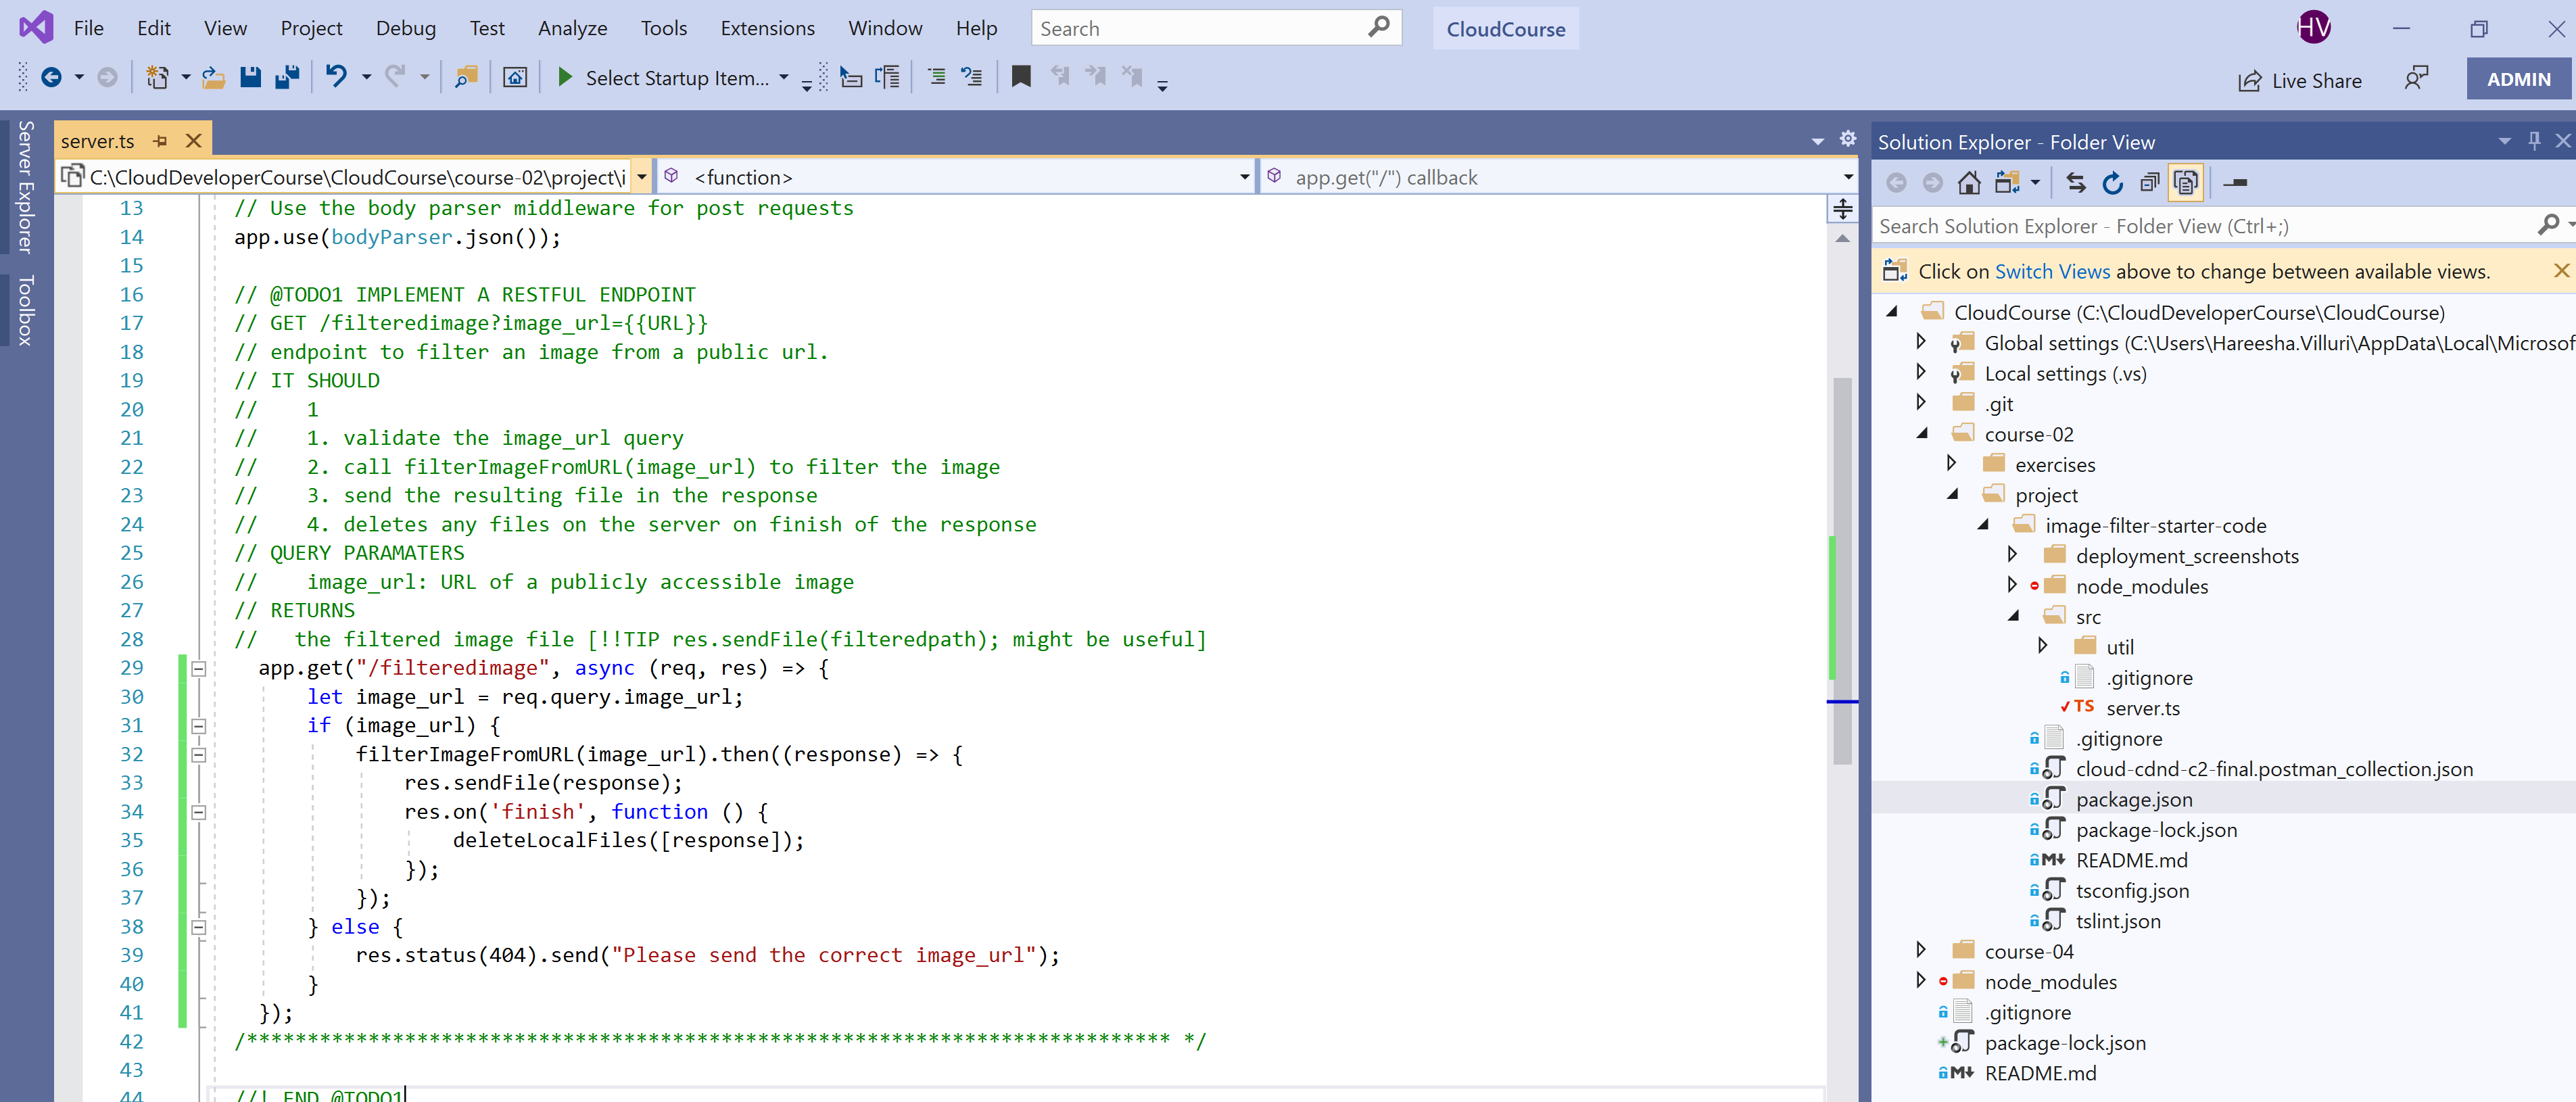 File Edit View Project Debug Test Analyze Tools Extensions Window Help Search CloudCourse HV
Select Startup Item... Live Share ADMIN
Server Explorer
Toolbox
server.ts
C:\CloudDeveloperCourse\CloudCourse\course-02\project\i <function> app.get("/") callback
13 // Use the body parser middleware for post requests
14 app.use(bodyParser.json());
15
16 // @TODO1 IMPLEMENT A RESTFUL ENDPOINT
17 // GET /filteredimage?image_url={{URL}}
18 // endpoint to filter an image from a public url.
19 // IT SHOULD
20 //    1
21 //    1. validate the image_url query
22 //    2. call filterImageFromURL(image_url) to filter the image
23 //    3. send the resulting file in the response
24 //    4. deletes any files on the server on finish of the response
25 // QUERY PARAMATERS
26 //    image_url: URL of a publicly accessible image
27 // RETURNS
28 //   the filtered image file [!!TIP res.sendFile(filteredpath); might be useful]
29 app.get("/filteredimage", async (req, res) => {
30 let image_url = req.query.image_url;
31 if (image_url) {
32 filterImageFromURL(image_url).then((response) => {
33 res.sendFile(response);
34 res.on('finish', function () {
35 deleteLocalFiles([response]);
36 });
37 });
38 } else {
39 res.status(404).send("Please send the correct image_url");
40 }
41 });
42 /**************************************************************************** */
43
44 //! END @TODO1
Solution Explorer - Folder View
Search Solution Explorer - Folder View (Ctrl+;)
Click on Switch Views above to change between available views.
CloudCourse (C:\CloudDeveloperCourse\CloudCourse)
Global settings (C:\Users\Hareesha.Villuri\AppData\Local\Microsof
Local settings (.vs)
.git
course-02
exercises
project
image-filter-starter-code
deployment_screenshots
node_modules
src
util
.gitignore
TS server.ts
.gitignore
cloud-cdnd-c2-final.postman_collection.json
package.json
package-lock.json
M README.md
tsconfig.json
tslint.json
course-04
node_modules
.gitignore
package-lock.json
M README.md